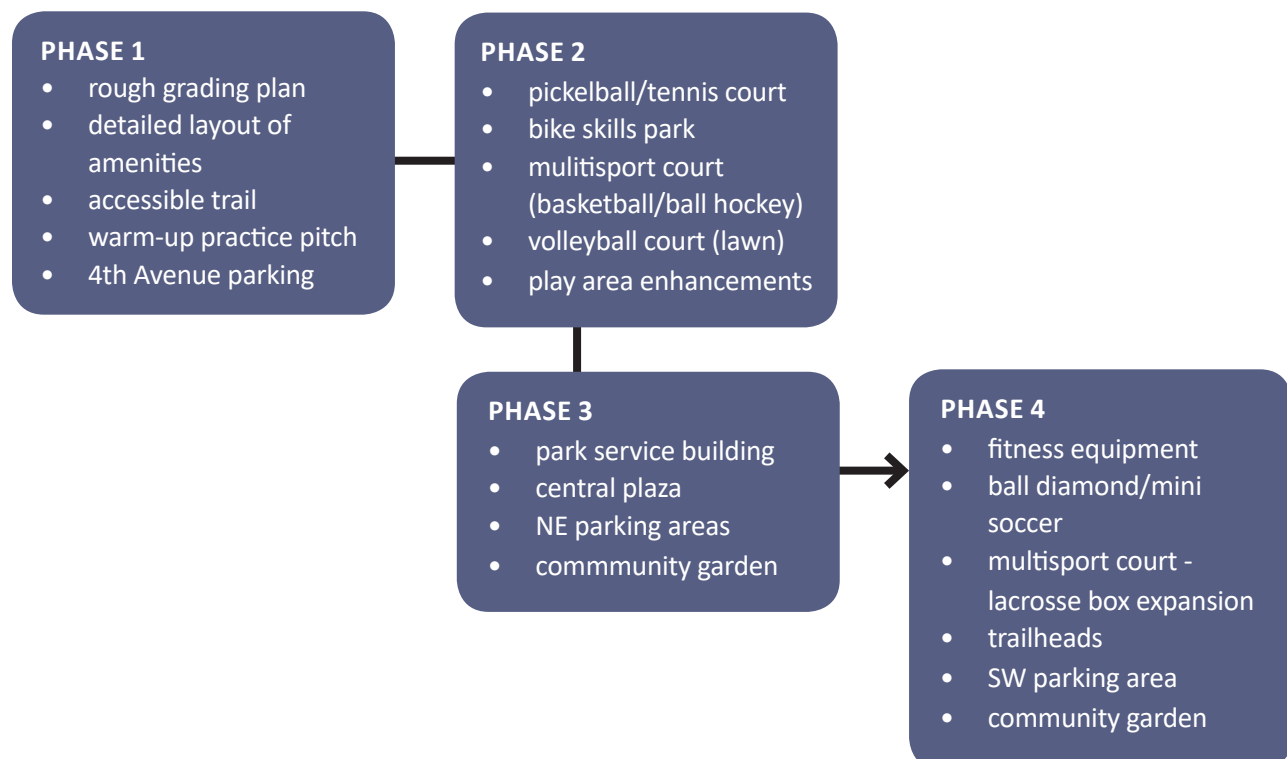 PHASE 1
• rough grading plan
• detailed layout of
amenities
• accessible trail
• warm-up practice pitch
• 4th Avenue parking
PHASE 2
• pickelball/tennis court
• bike skills park
• mulitisport court
(basketball/ball hockey)
• volleyball court (lawn)
• play area enhancements
PHASE 3
• park service building
• central plaza
• NE parking areas
• commmunity garden
PHASE 4
• fitness equipment
• ball diamond/mini
soccer
• multisport court -
lacrosse box expansion
• trailheads
• SW parking area
• community garden